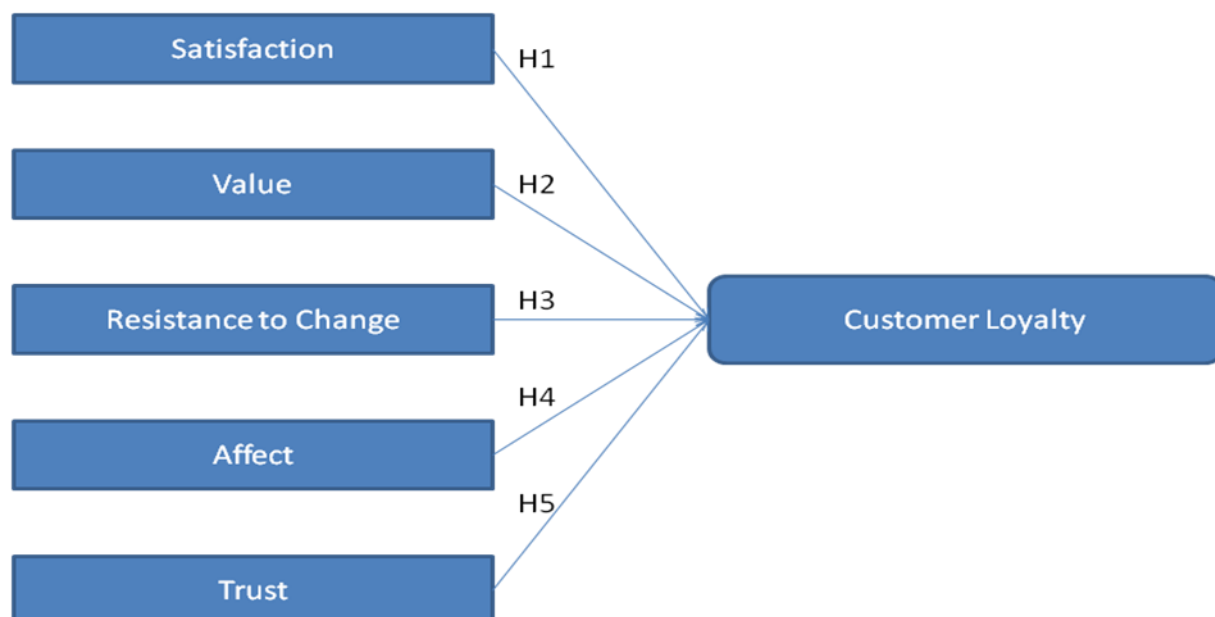 Satisfaction
H1
Value
H2
Resistance to Change
H3
Customer Loyalty
H4
Affect
H5
Trust